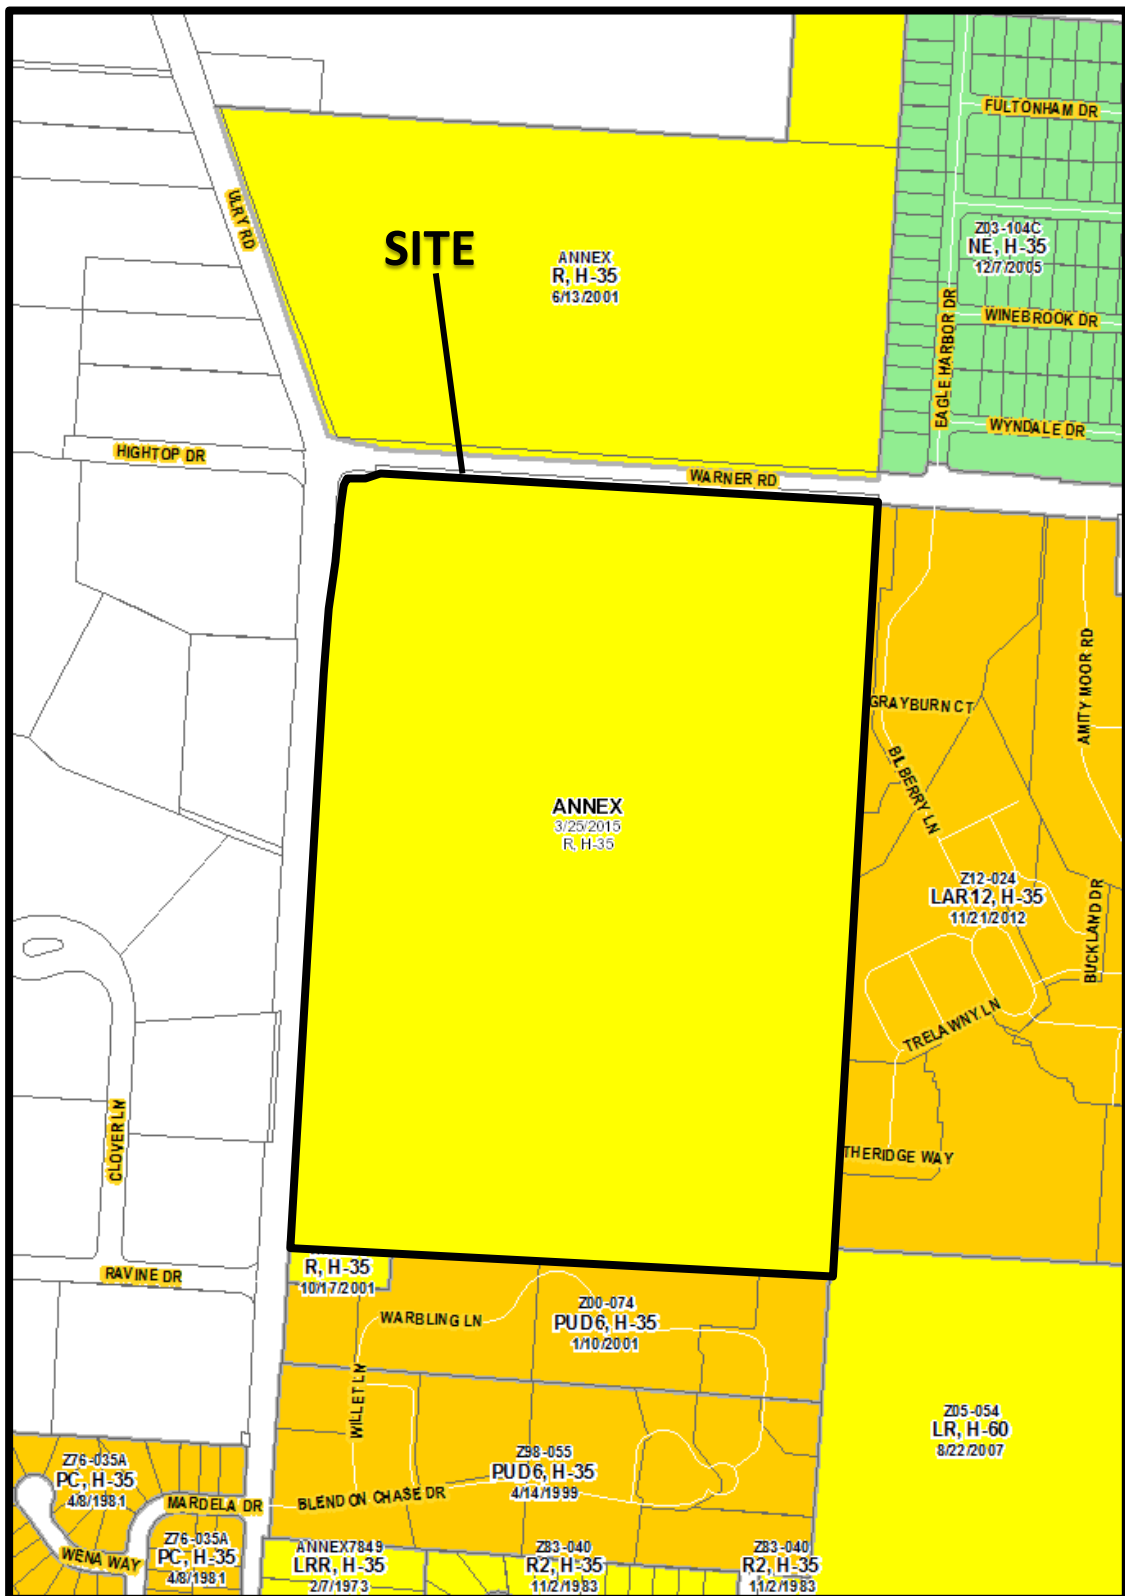 FULTONHAM DR
ULRY RD
SITE
Z03-104C
NE, H-35
12/7/2005
ANNEX
R, H-35
6/13/2001
WINEBROOK DR
EAGLE HARBOR DR
WYNDALE DR
HIGHTOP DR
WARNER RD
AMITY MOOR RD
GRAYBURN CT
BILBERRY LN
ANNEX
3/25/2015
R, H-35
Z12-024
LAR12, H-35
11/21/2012
BUCKLAND DR
TRELAWNY LN
CLOVER LN
THERIDGE WAY
R, H-35
10/17/2001
RAVINE DR
WARBLING LN
Z00-074
PUD6, H-35
1/10/2001
WILLET LN
Z05-054
LR, H-60
8/22/2007
Z76-035A
PC, H-35
4/8/1981
Z98-055
PUD6, H-35
4/14/1999
MARDELA DR
BLENDON CHASE DR
WENA WAY
Z76-035A
PC, H-35
4/8/1981
ANNEX7849
LRR, H-35
2/7/1973
Z83-040
R2, H-35
11/2/1983
Z83-040
R2, H-35
11/2/1983